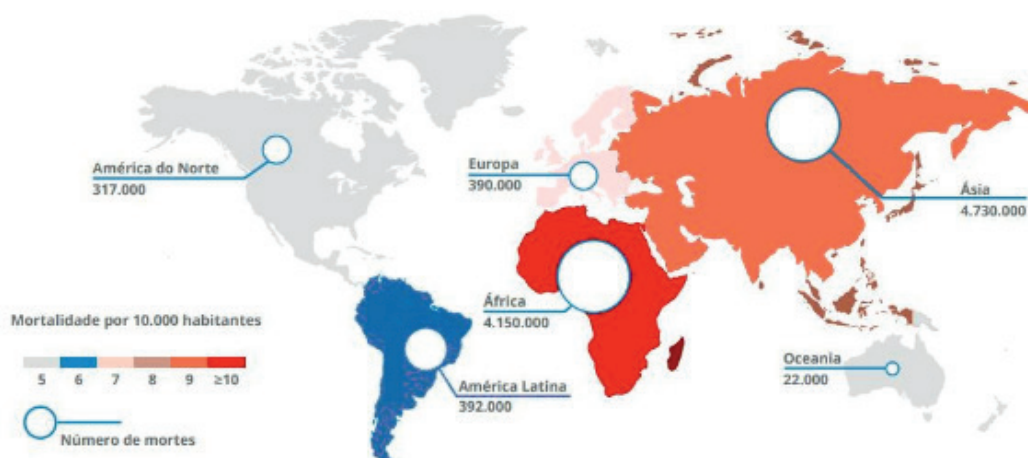 América do Norte
317.000
Europa
390.000
Ásia
4.730.000
África
4.150.000
Mortalidade por 10.000 habitantes
5 6 7 8 9 ≥10
Oceania
22.000
América Latina
392.000
Número de mortes